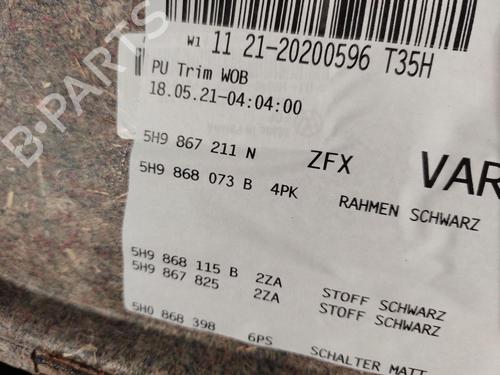 W1 11 21-20200596 T35H
PU Trim WOB
18.05.21-04:04:00
5H9 867 211 N ZFX VAR
5H9 868 073 B 4PK RAHMEN SCHWARZ
5H9 868 115 B 2ZA STOFF SCHWARZ
5H9 867 825 2ZA STOFF SCHWARZ
5H0 868 398 6PS SCHALTER MATT
B-PARTS